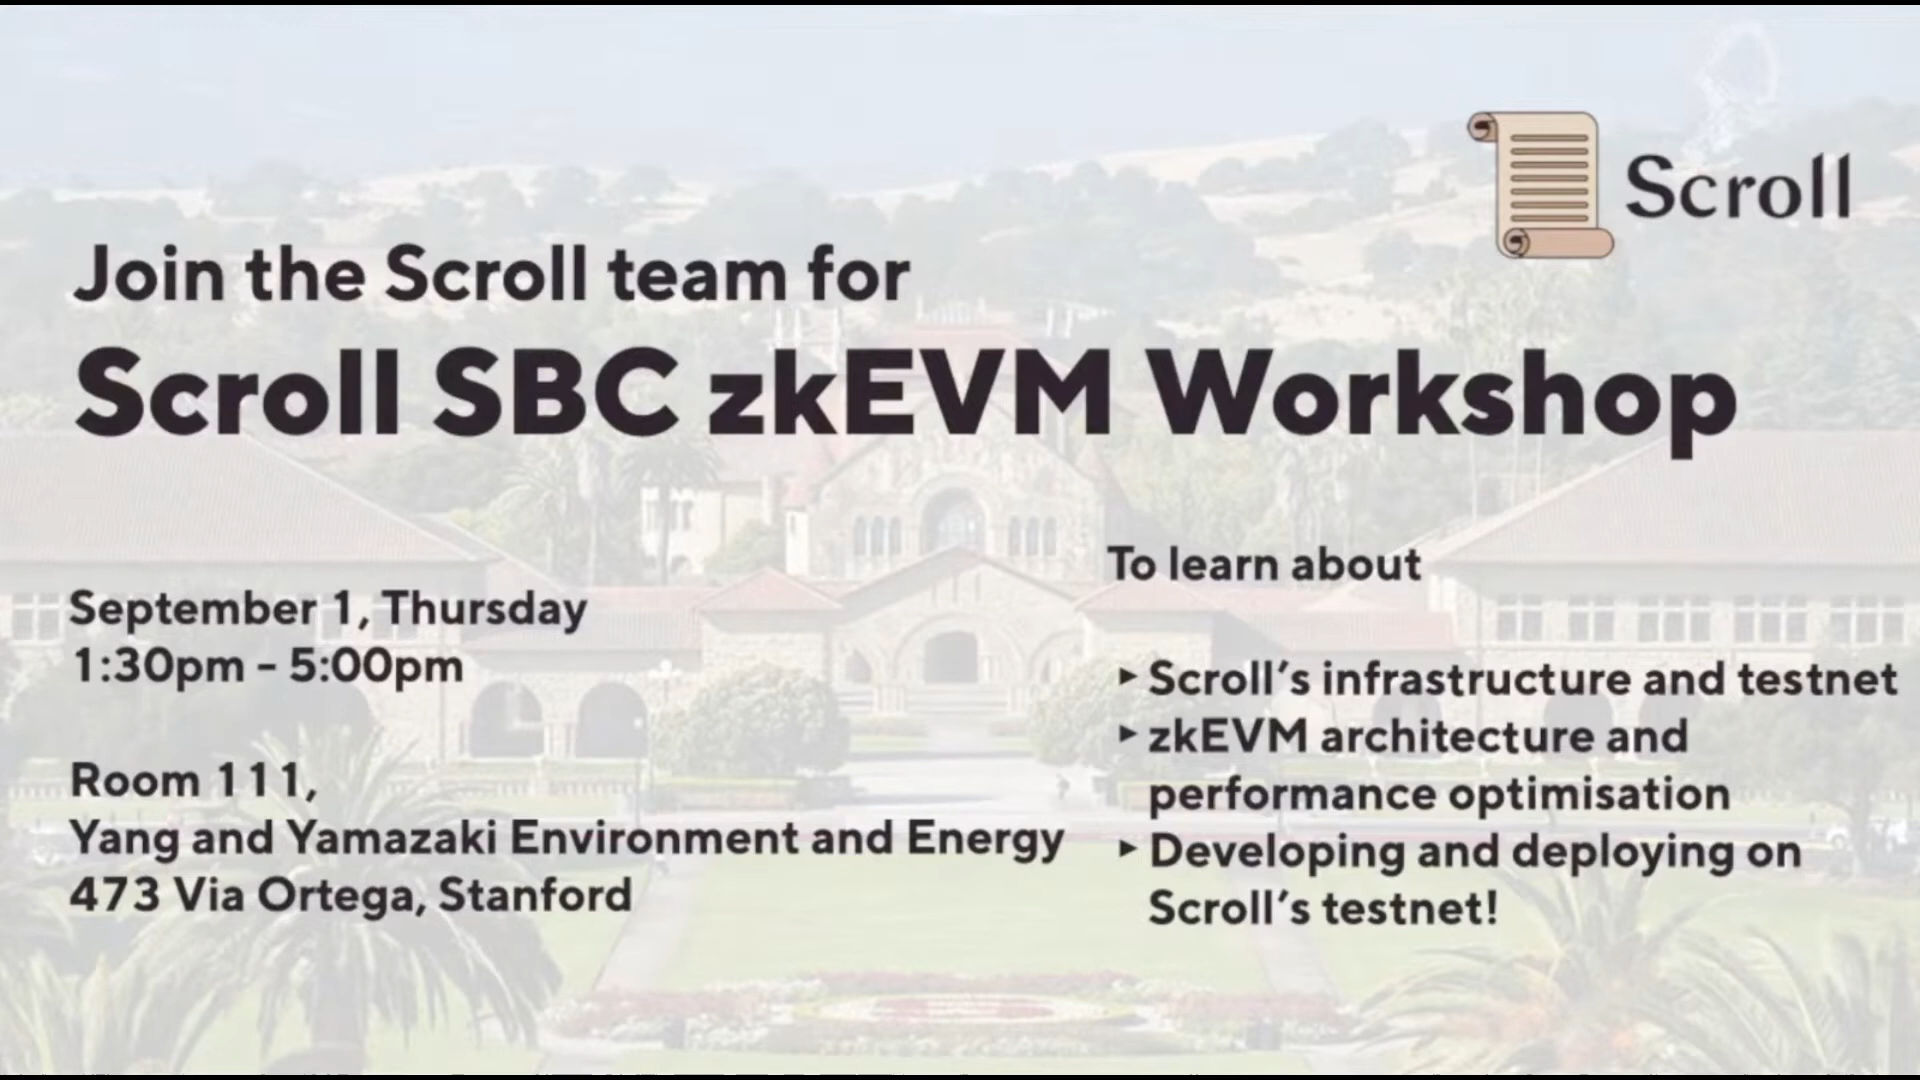 Scroll
Join the Scroll team for
Scroll SBC zkEVM Workshop
September 1, Thursday
1:30pm – 5:00pm
Room 111,
Yang and Yamazaki Environment and Energy
473 Via Ortega, Stanford
To learn about
‣ Scroll’s infrastructure and testnet
‣ zkEVM architecture and
performance optimisation
‣ Developing and deploying on
Scroll’s testnet!